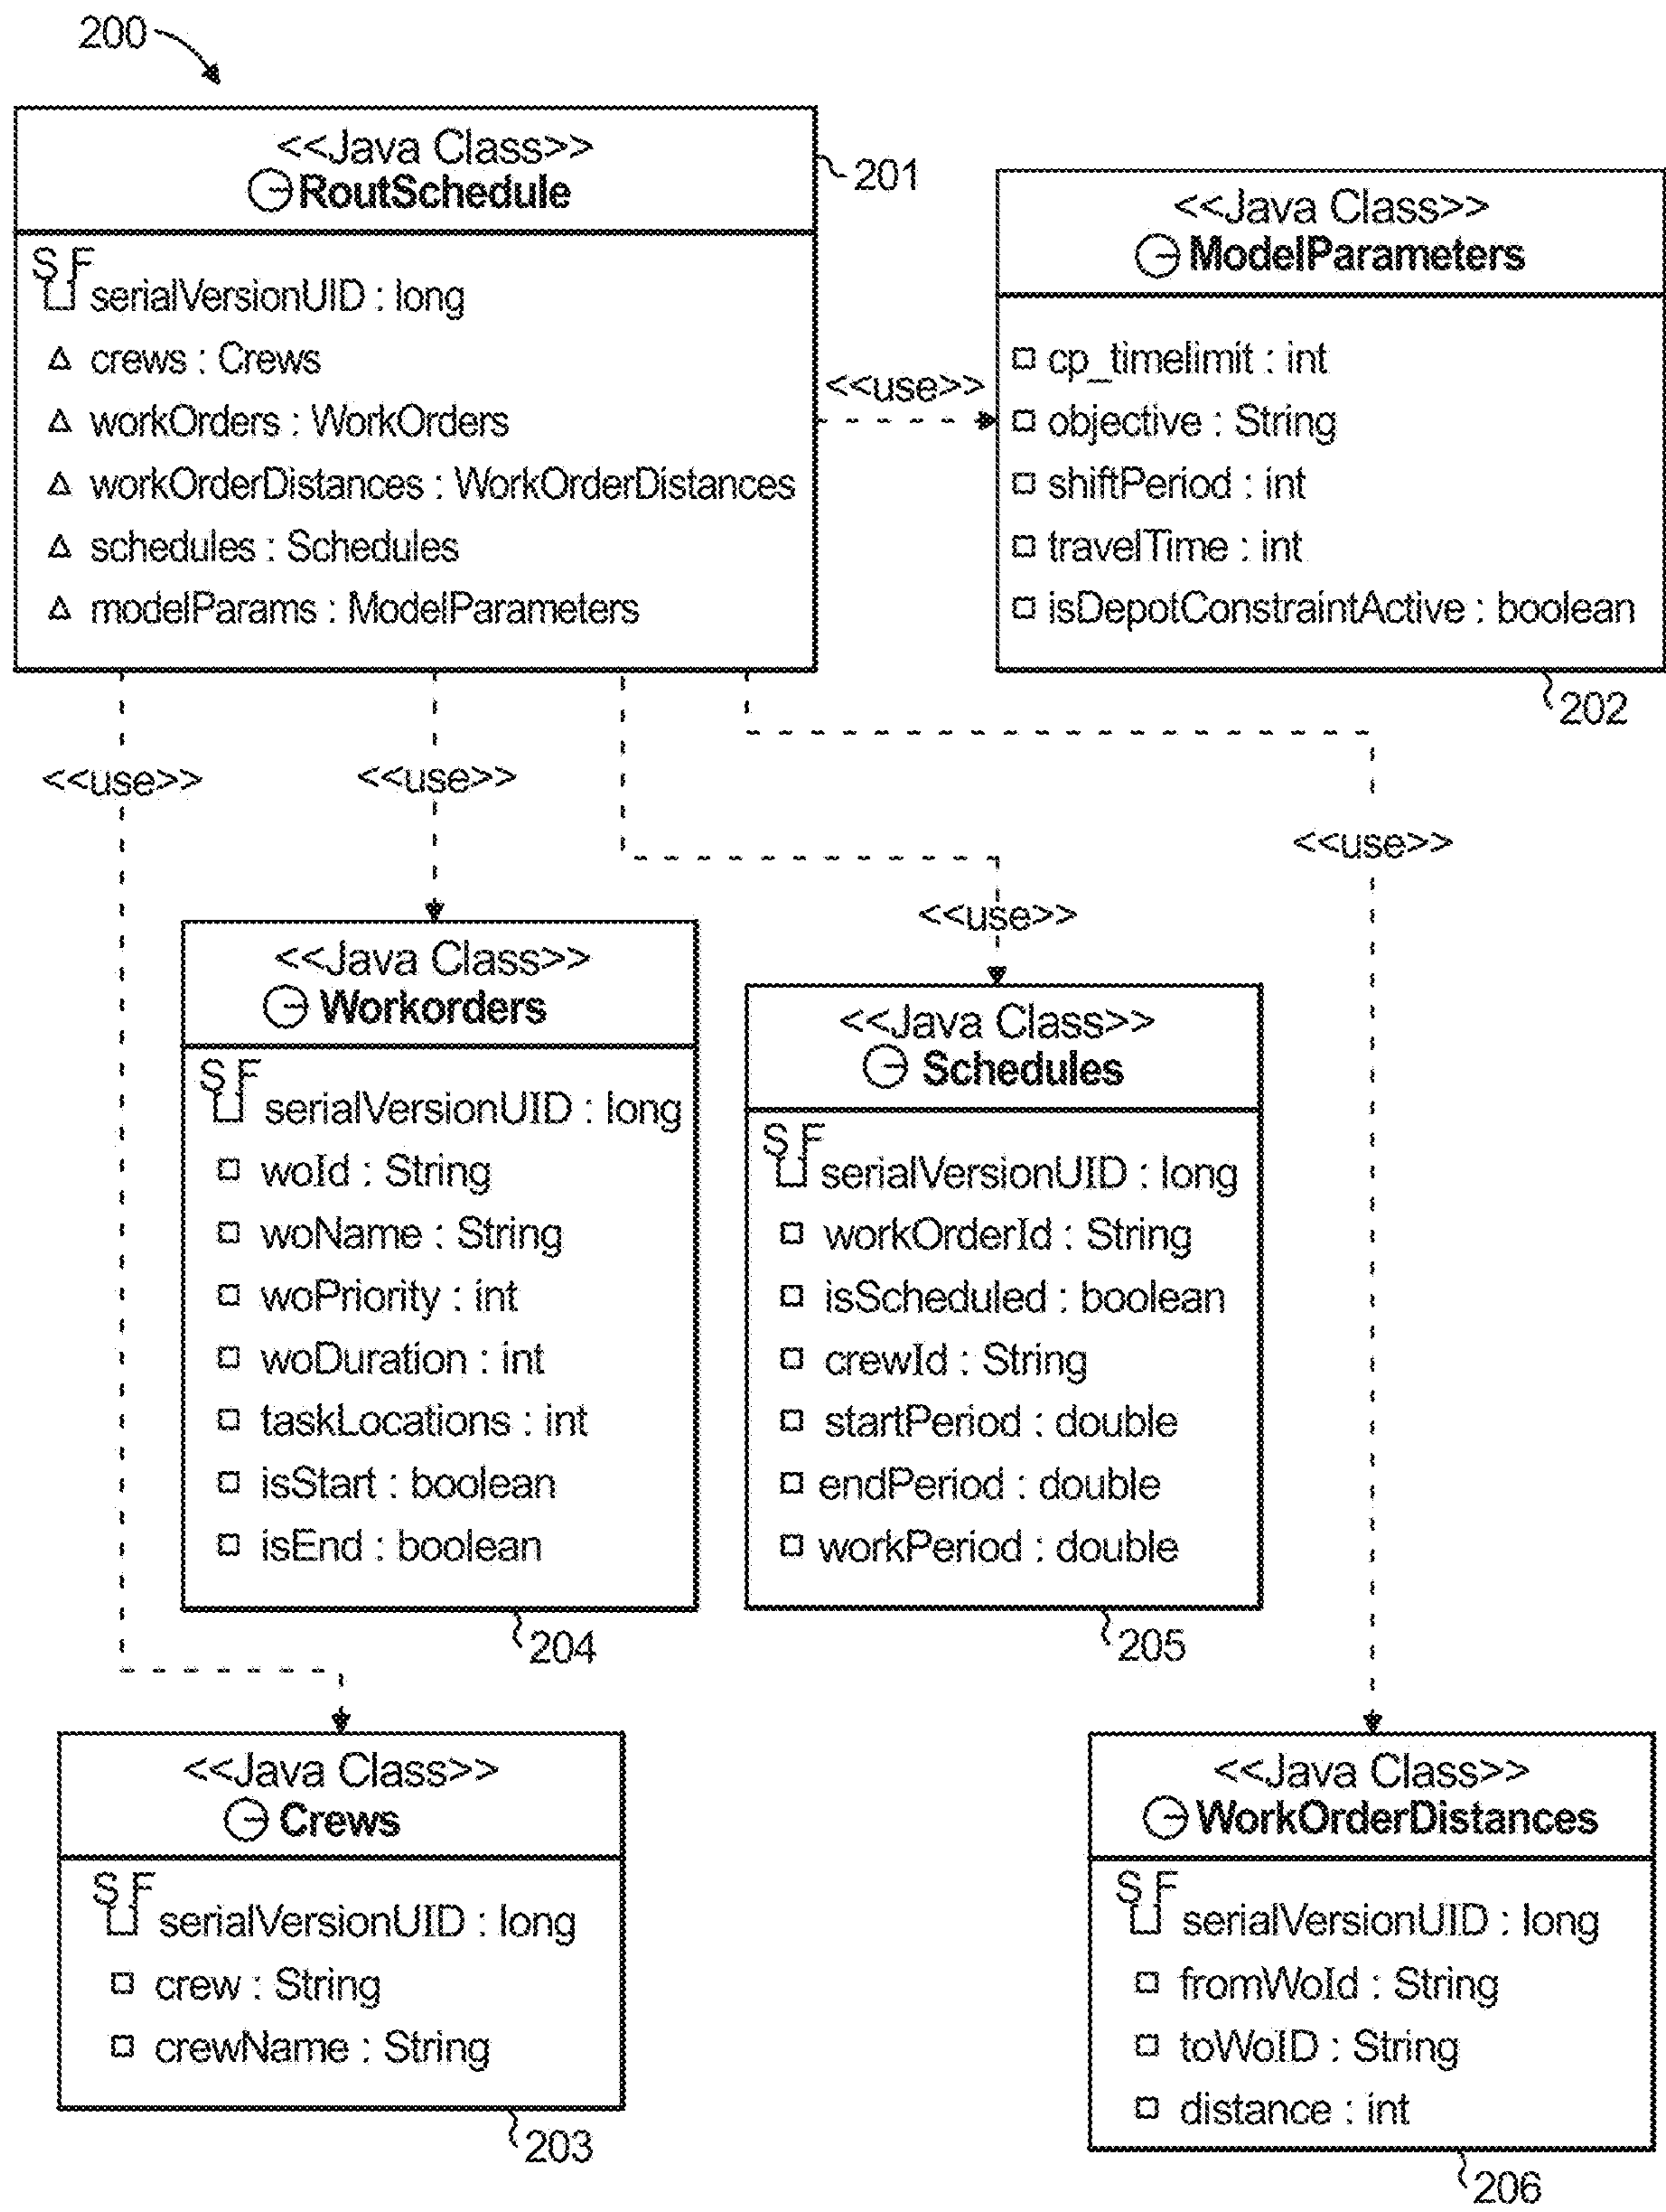 200
<<Java Class>>
RoutSchedule
201
S F
serialVersionUID : long
crews : Crews
workOrders : WorkOrders
workOrderDistances : WorkOrderDistances
schedules : Schedules
modelParams : ModelParameters
<<use>>
<<Java Class>>
ModelParameters
cp_timelimit : int
objective : String
shiftPeriod : int
travelTime : int
isDepotConstraintActive : boolean
202
<<use>>
<<use>>
<<use>>
<<use>>
<<Java Class>>
Workorders
S F
serialVersionUID : long
woId : String
woName : String
woPriority : int
woDuration : int
taskLocations : int
isStart : boolean
isEnd : boolean
204
<<Java Class>>
Schedules
S F
serialVersionUID : long
workOrderId : String
isScheduled : boolean
crewId : String
startPeriod : double
endPeriod : double
workPeriod : double
205
<<Java Class>>
Crews
S F
serialVersionUID : long
crew : String
crewName : String
203
<<Java Class>>
WorkOrderDistances
S F
serialVersionUID : long
fromWoId : String
toWoID : String
distance : int
206